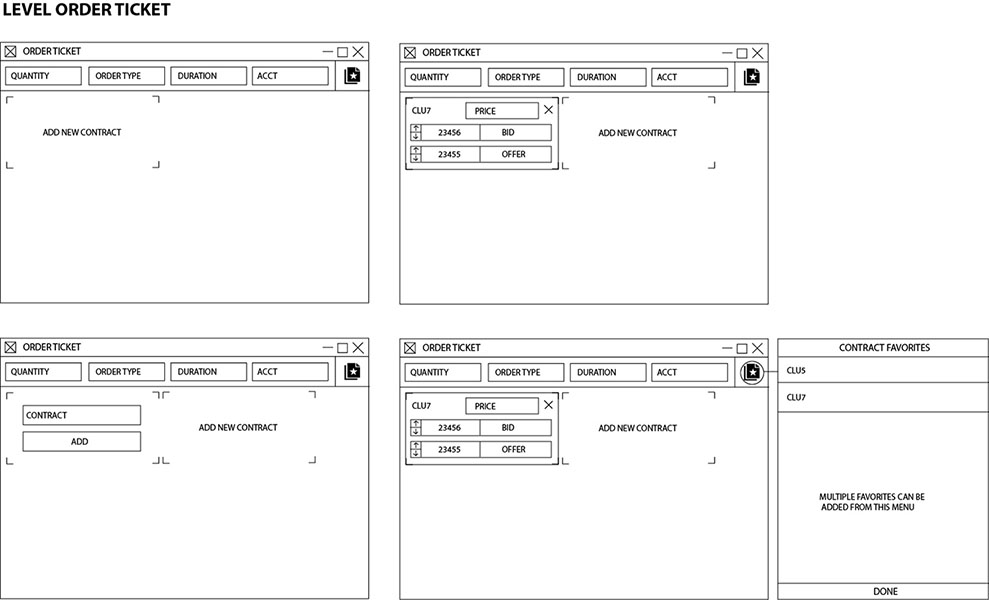 LEVEL ORDER TICKET
ORDER TICKET
QUANTITY ORDER TYPE DURATION ACCT
ADD NEW CONTRACT
ORDER TICKET
QUANTITY ORDER TYPE DURATION ACCT
CLU7 PRICE
23456 BID
23455 OFFER
ADD NEW CONTRACT
ORDER TICKET
QUANTITY ORDER TYPE DURATION ACCT
CONTRACT
ADD
ADD NEW CONTRACT
ORDER TICKET
QUANTITY ORDER TYPE DURATION ACCT
CLU7 PRICE
23456 BID
23455 OFFER
ADD NEW CONTRACT
CONTRACT FAVORITES
CLU5
CLU7
MULTIPLE FAVORITES CAN BE
ADDED FROM THIS MENU
DONE